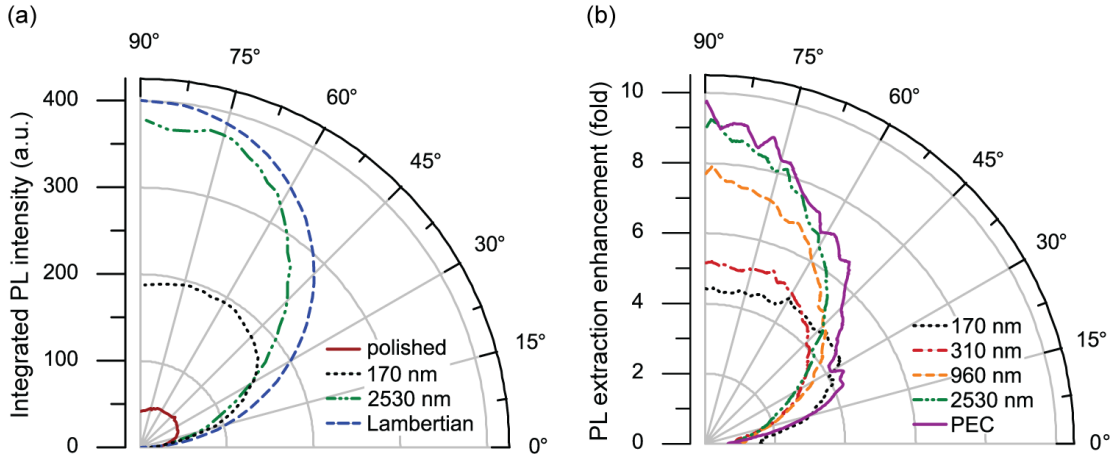 (a)
90°
75°
60°
45°
30°
15°
0°
Integrated PL intensity (a.u.)
400
300
200
100
0
polished
170 nm
2530 nm
Lambertian
(b)
90°
75°
60°
45°
30°
15°
0°
PL extraction enhancement (fold)
10
8
6
4
2
0
170 nm
310 nm
960 nm
2530 nm
PEC